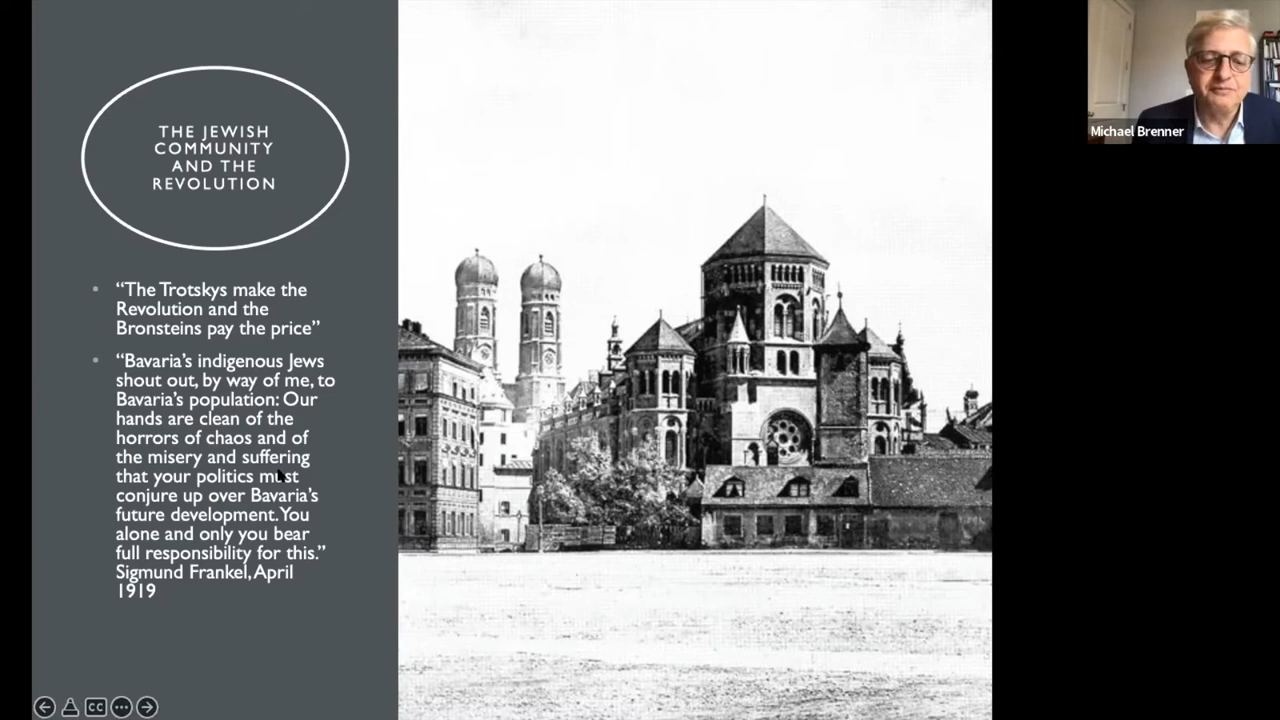 THE JEWISH
COMMUNITY
AND THE
REVOLUTION
• “The Trotskys make the
Revolution and the
Bronsteins pay the price”
• “Bavaria’s indigenous Jews
shout out, by way of me, to
Bavaria’s population: Our
hands are clean of the
horrors of chaos and of
the misery and suffering
that your politics must
conjure up over Bavaria’s
future development. You
alone and only you bear
full responsibility for this.”
Sigmund Frankel, April
1919
CC
Michael Brenner